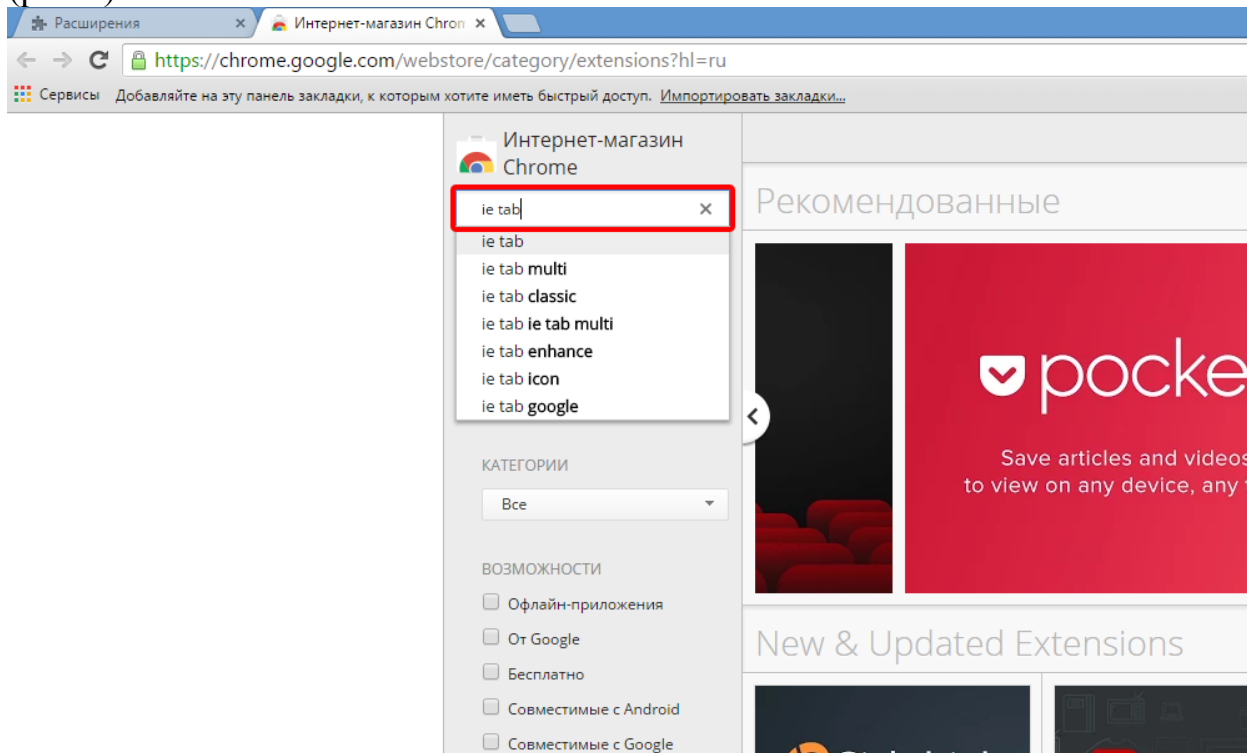 Расширения
Интернет-магазин Chron
https://chrome.google.com/webstore/category/extensions?hl=ru
Сервисы Добавляйте на эту панель закладки, к которым хотите иметь быстрый доступ. Импортировать закладки...
Интернет-магазин
Chrome
ie tab
ie tab
ie tab multi
ie tab classic
ie tab ie tab multi
ie tab enhance
ie tab icon
ie tab google
КАТЕГОРИИ
Все
ВОЗМОЖНОСТИ
Офлайн-приложения
От Google
Бесплатно
Совместимые с Android
Совместимые с Google
Рекомендованные
pocke
Save articles and videos
to view on any device, any
New & Updated Extensions